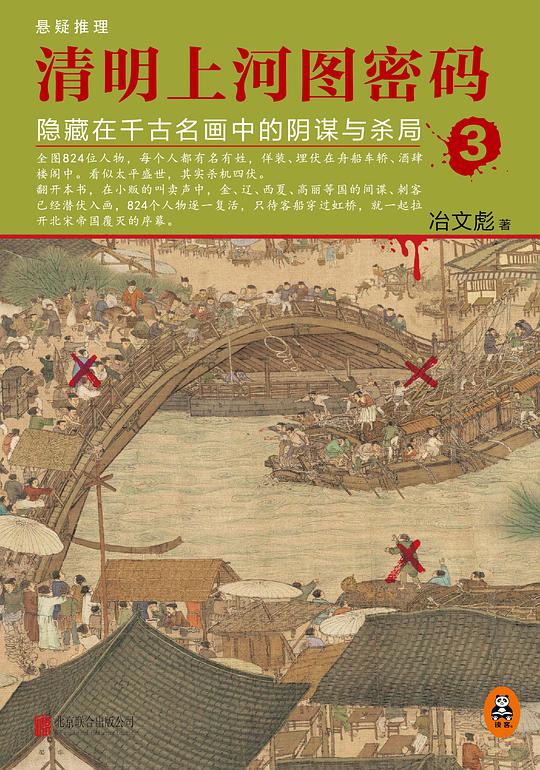 悬疑推理
清明上河图密码
隐藏在千古名画中的阴谋与杀局
3
全图824位人物，每个人都有名有姓，佯装、埋伏在舟船车轿、酒肆
楼阁中。看似太平盛世，其实杀机四伏。
翻开本书，在小贩的叫卖声中，金、辽、西夏、高丽等国的间谍、刺客
已经潜伏入画，824个人物逐一复活，只待客船穿过虹桥，就一起拉
开北宋帝国覆灭的序幕。
冶文彪 著
北京联合出版公司
读客